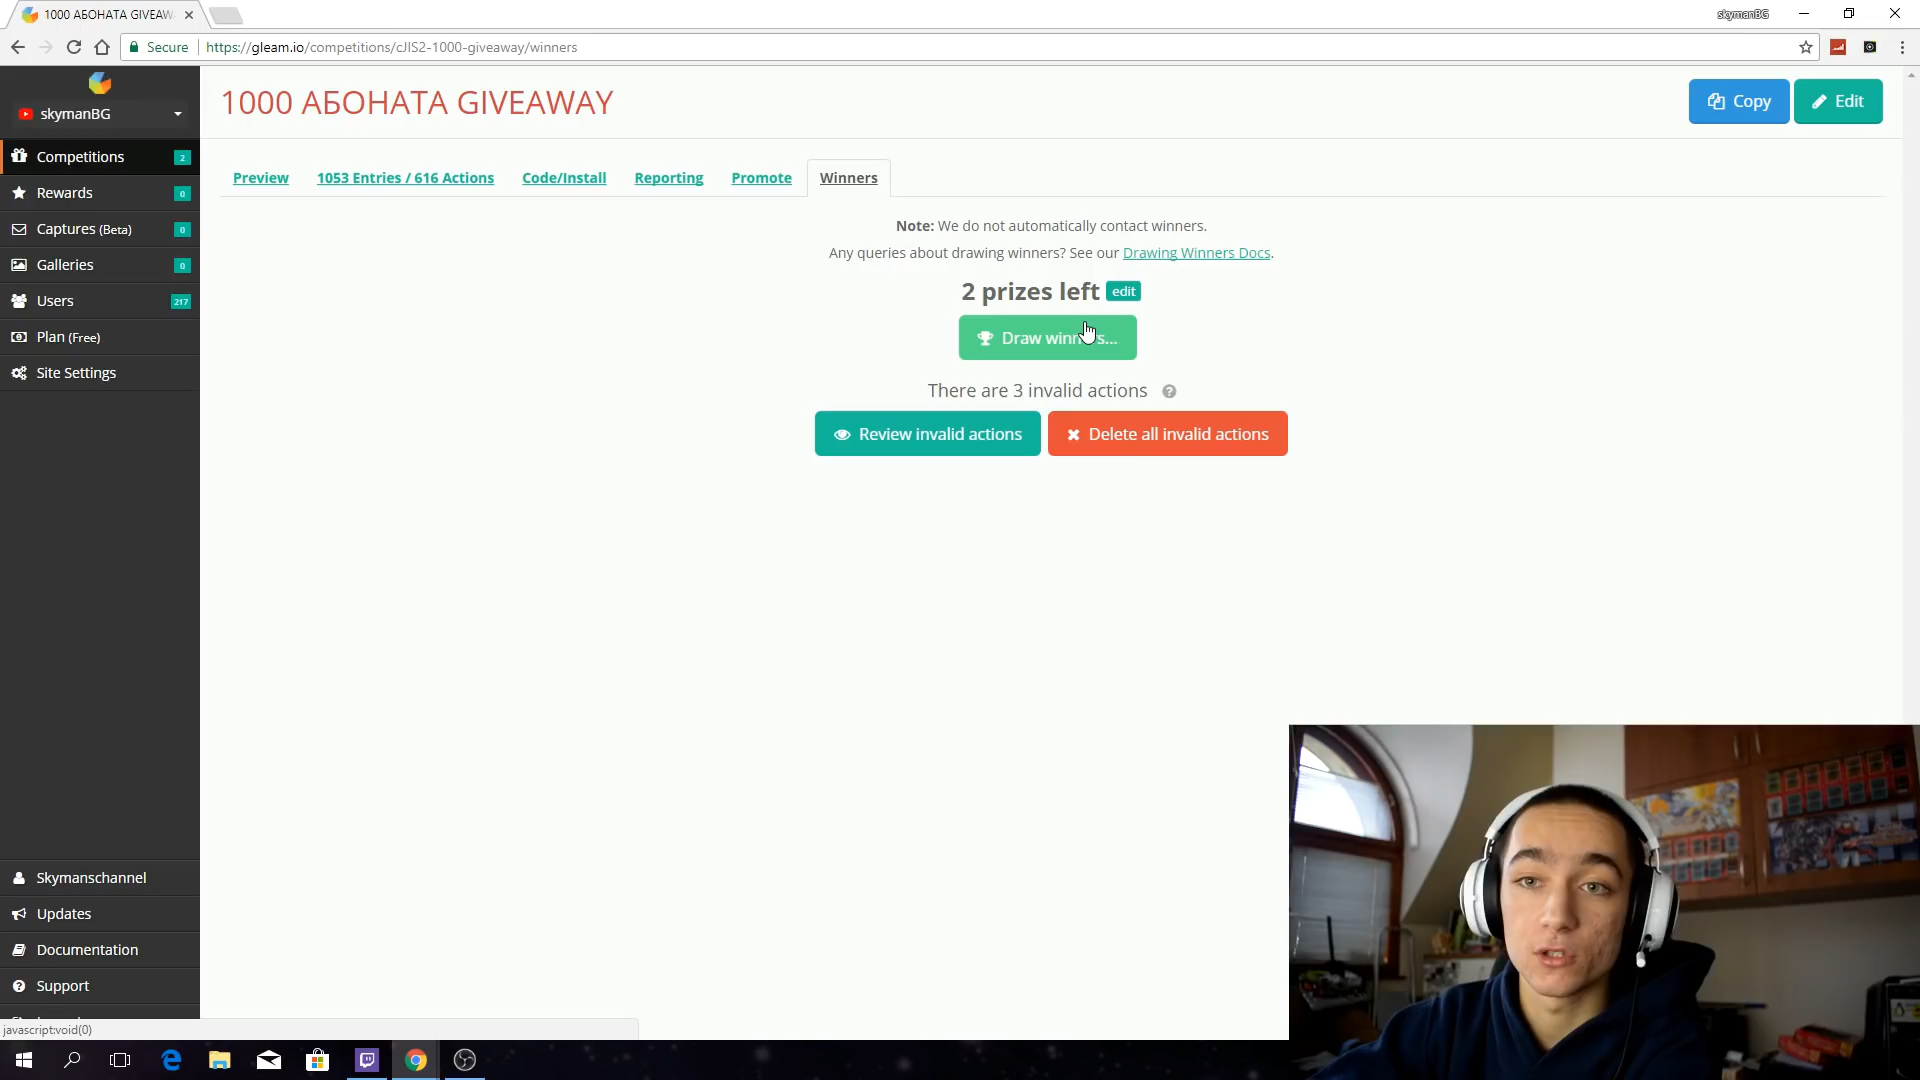 1000 АБОНАТА GIVEAW
skymanBG
Secure
https://gleam.io/competitions/cJIS2-1000-giveaway/winners
skymanBG
Competitions 2
Rewards 0
Captures (Beta) 0
Galleries 0
Users 217
Plan (Free)
Site Settings
Skymanschannel
Updates
Documentation
Support
javascript:void(0)
1000 АБОНАТА GIVEAWAY
Copy
Edit
Preview
1053 Entries / 616 Actions
Code/Install
Reporting
Promote
Winners
Note: We do not automatically contact winners.
Any queries about drawing winners? See our Drawing Winners Docs.
2 prizes left edit
Draw winners...
There are 3 invalid actions ?
Review invalid actions
Delete all invalid actions